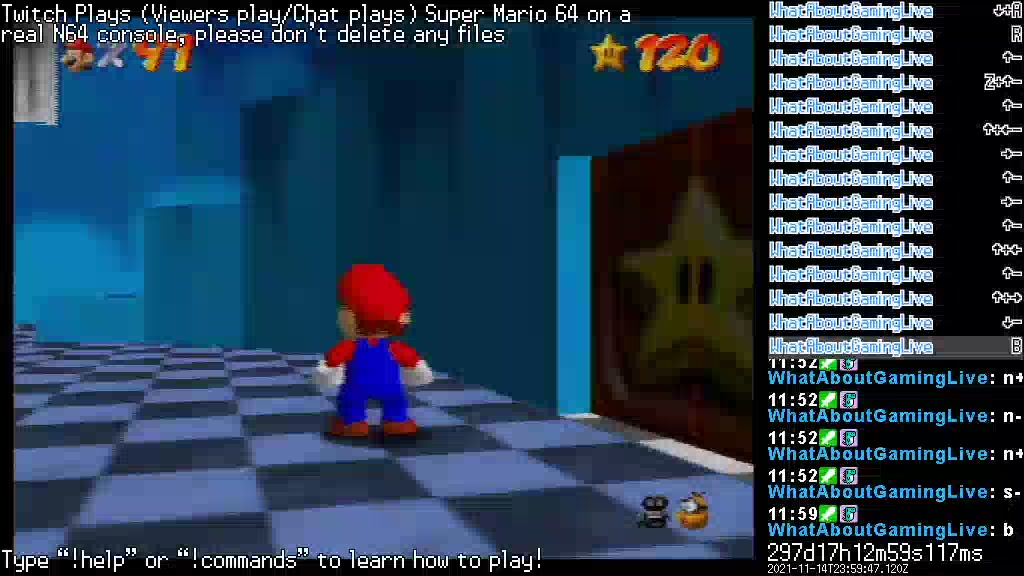 Twitch Plays (Viewers play/Chat plays) Super Mario 64 on a
real N64 console, please don't delete any files
120
WhatAboutGamingLive ↓+A
WhatAboutGamingLive R
WhatAboutGamingLive ↑-
WhatAboutGamingLive Z+↑-
WhatAboutGamingLive ↑-
WhatAboutGamingLive ↑+←-
WhatAboutGamingLive →-
WhatAboutGamingLive ↑-
WhatAboutGamingLive →-
WhatAboutGamingLive ↑-
WhatAboutGamingLive
WhatAboutGamingLive ↑-
WhatAboutGamingLive ↑+→
WhatAboutGamingLive ↓-
WhatAboutGamingLive B
11:52
WhatAboutGamingLive: n+
11:52
WhatAboutGamingLive: n-
11:52
WhatAboutGamingLive: n+
11:52
WhatAboutGamingLive: s-
11:59
WhatAboutGamingLive: b
297d17h12m59s117ms
2021-11-14T23:59:47.120Z
Type “!help” or “!commands” to learn how to play!